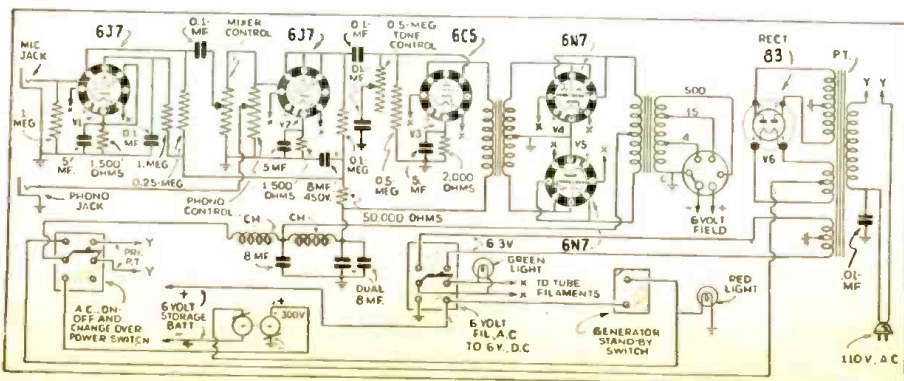 6J7
0.1-
MF.
MIXER
CONTROL
6J7
0.1-
MF.
0.5-MEG
TONE
CONTROL
6C5
6N7
RECT
83
P.T.
MIC
JACK
Y Y
500
15
4
V1
V2
V3
V4
V5
V6
X
X
X
X
1
MEG
5
MF.
0.1
MF.
1,500
OHMS
1 MEG
0.25-MEG
.5 MF
1,500
OHMS
8 MF
450V.
.01
MF.
0.1-
MEG
0.5-
MEG
5
MF.
2,000
OHMS
C
- +
6 VOLT
FIELD
PHONO
JACK
PHONO
CONTROL
50,000 OHMS
6N7
CH.
CH.
8 MF.
DUAL
8 MF.
6.3V
GREEN
LIGHT
X
X
TO TUBE
FILAMENTS
RED
LIGHT
.01-
MF
Y
PRI.
P.T.
Y
A.C., ON-
OFF AND
CHANGE OVER
POWER SWITCH
+
6 VOLT
STORAGE
BATT
-
+
300V
-
6 VOLT
FIL., A.C
TO 6V., D.C
GENERATOR
STAND-BY
SWITCH
110V, A C